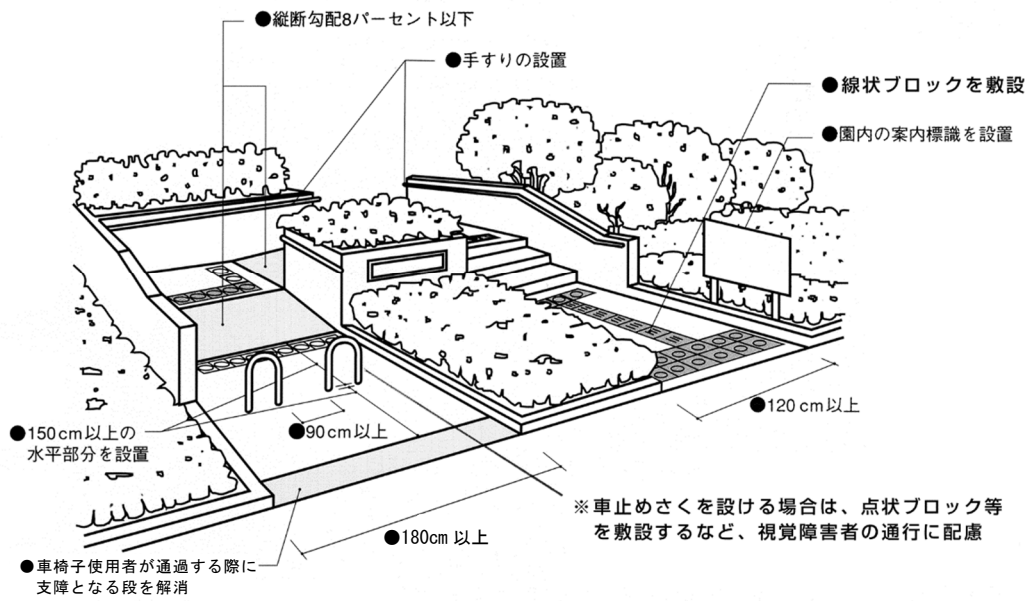 ●縦断勾配8パーセント以下
●手すりの設置
●線状ブロックを敷設
●園内の案内標識を設置
●120cm以上
●150cm以上の
水平部分を設置
●90cm以上
※車止めさくを設ける場合は、点状ブロック等
を敷設するなど、視覚障害者の通行に配慮
●180cm以上
●車椅子使用者が通過する際に
支障となる段を解消